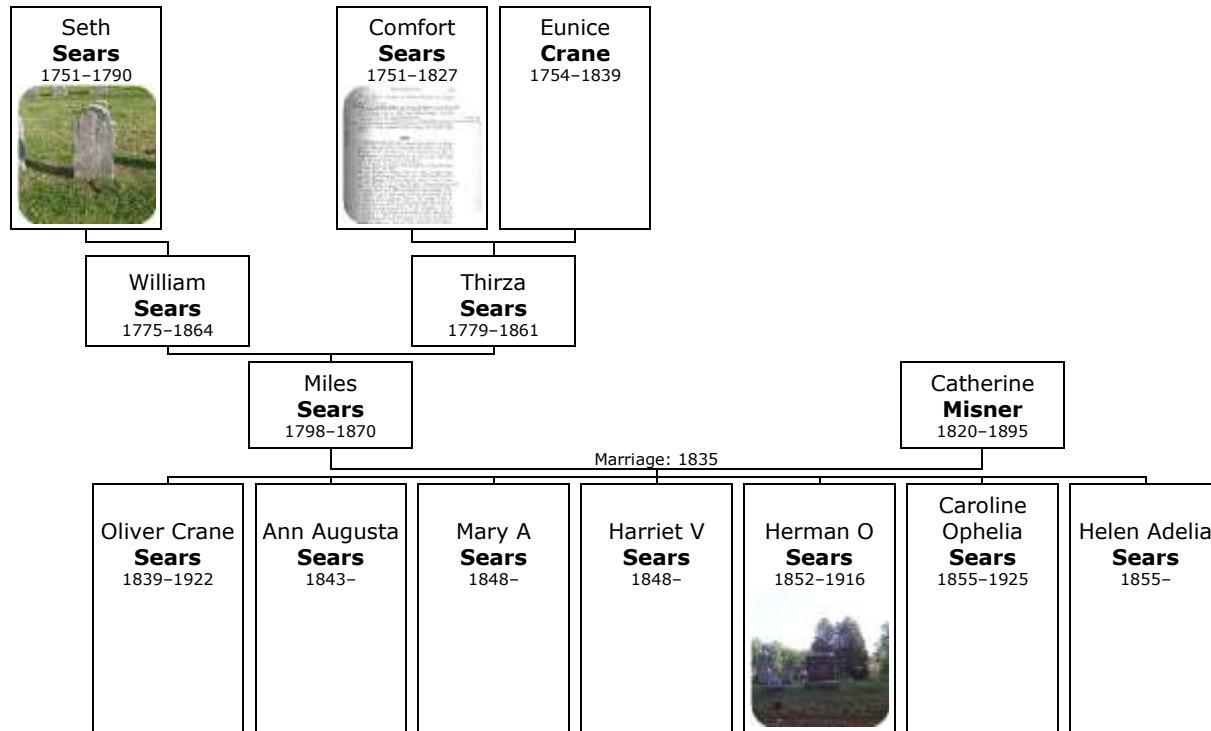 Seth
Sears
1751–1790
Comfort
Sears
1751–1827
Eunice
Crane
1754–1839
William
Sears
1775–1864
Thirza
Sears
1779–1861
Miles
Sears
1798–1870
Catherine
Misner
1820–1895
Marriage: 1835
Oliver Crane
Sears
1839–1922
Ann Augusta
Sears
1843–
Mary A
Sears
1848–
Harriet V
Sears
1848–
Herman O
Sears
1852–1916
Caroline
Ophelia
Sears
1855–1925
Helen Adelia
Sears
1855–